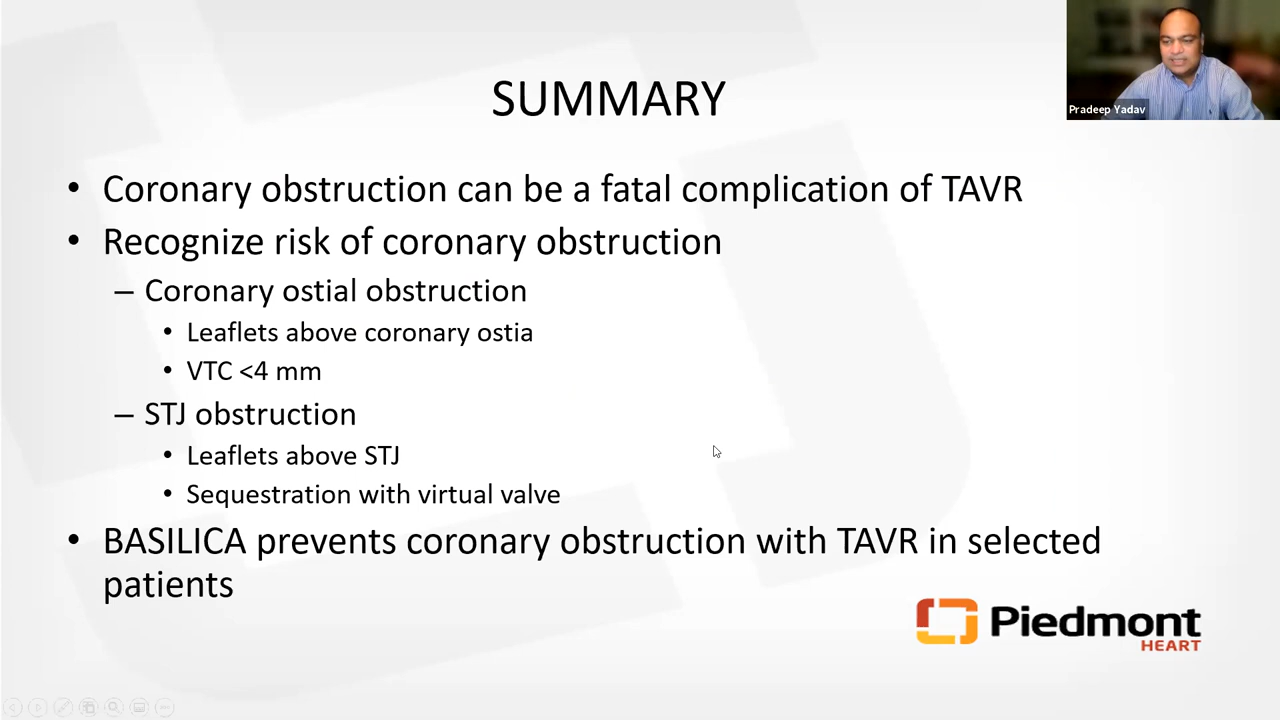 Pradeep Yadav
SUMMARY
• Coronary obstruction can be a fatal complication of TAVR
• Recognize risk of coronary obstruction
– Coronary ostial obstruction
• Leaflets above coronary ostia
• VTC <4 mm
– STJ obstruction
• Leaflets above STJ
• Sequestration with virtual valve
• BASILICA prevents coronary obstruction with TAVR in selected
patients
Piedmont
HEART